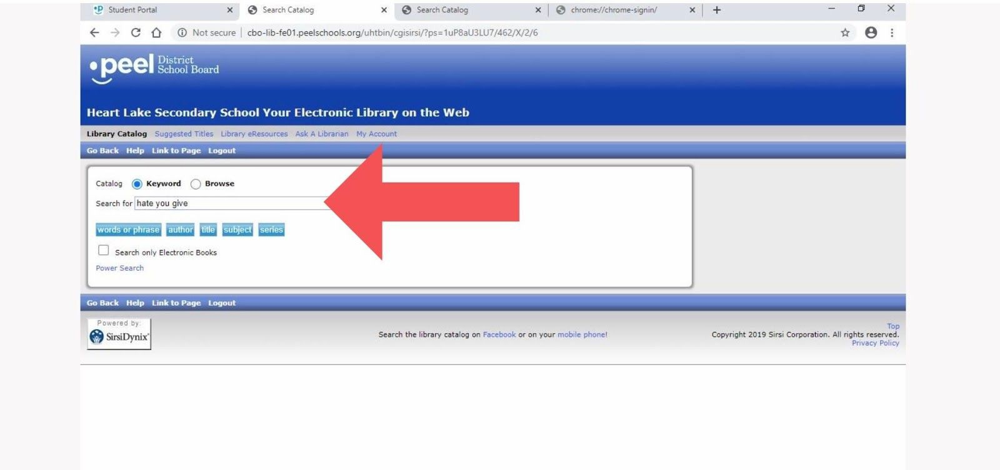 Student Portal
Search Catalog
Search Catalog
chrome://chrome-signin/
Not secure
cbo-lib-fe01.peelschools.org/uhtbin/cgisirsi/?ps=1uP8aU3LU7/462/X/2/6
peel District School Board
Heart Lake Secondary School Your Electronic Library on the Web
Library Catalog Suggested Titles Library eResources Ask A Librarian My Account
Go Back Help Link to Page Logout
Catalog Keyword Browse
Search for hate you give
words or phrase author title subject series
Search only Electronic Books
Power Search
Go Back Help Link to Page Logout
Powered by:
SirsiDynix
Search the library catalog on Facebook or on your mobile phone!
Top
Copyright 2019 Sirsi Corporation. All rights reserved.
Privacy Policy